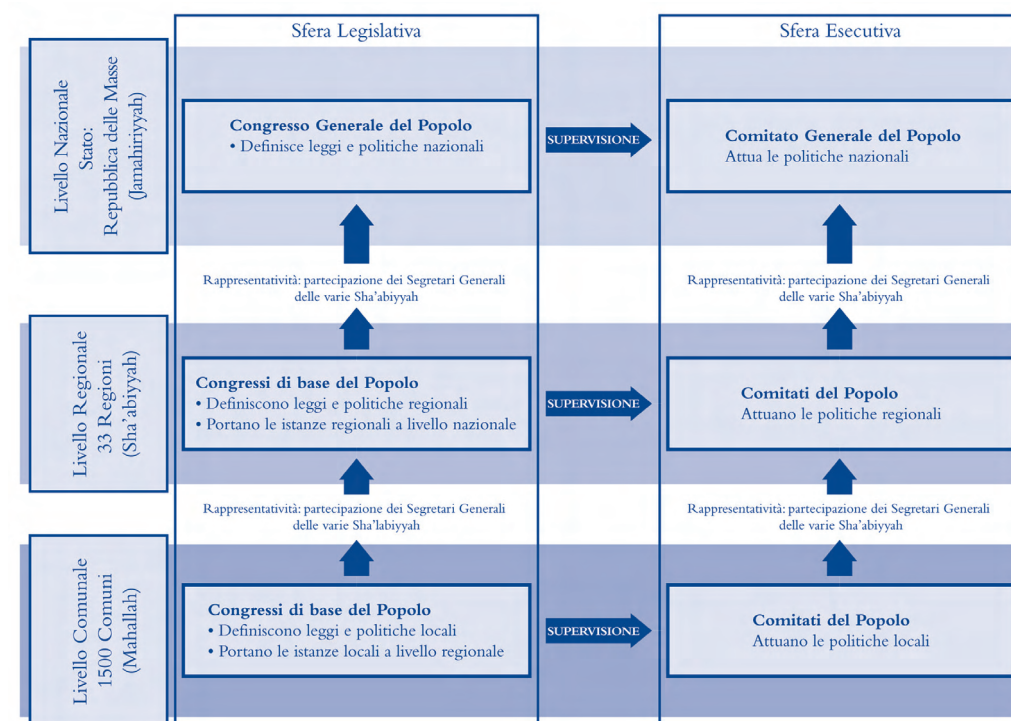 Sfera Legislativa
Sfera Esecutiva
Livello Nazionale
Stato:
Repubblica delle Masse
(Jamahiriyyah)
Congresso Generale del Popolo
• Definisce leggi e politiche nazionali
SUPERVISIONE
Comitato Generale del Popolo
Attua le politiche nazionali
Rappresentatività: partecipazione dei Segretari Generali
delle varie Sha’abiyyah
Rappresentatività: partecipazione dei Segretari Generali
delle varie Sha’abiyyah
Livello Regionale
33 Regioni
(Sha’abiyyah)
Congressi di base del Popolo
• Definiscono leggi e politiche regionali
• Portano le istanze regionali a livello nazionale
SUPERVISIONE
Comitati del Popolo
Attuano le politiche regionali
Rappresentatività: partecipazione dei Segretari Generali
delle varie Sha’labiyyah
Rappresentatività: partecipazione dei Segretari Generali
delle varie Sha’abiyyah
Livello Comunale
1500 Comuni
(Mahallah)
Congressi di base del Popolo
• Definiscono leggi e politiche locali
• Portano le istanze locali a livello regionale
SUPERVISIONE
Comitati del Popolo
Attuano le politiche locali